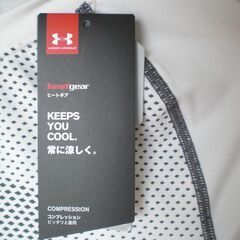 UNDER ARMOUR
heatgear
ヒートギア
KEEPS
YOU
COOL.
常に涼しく。
COMPRESSION
コンプレッション
ピッタリと着用